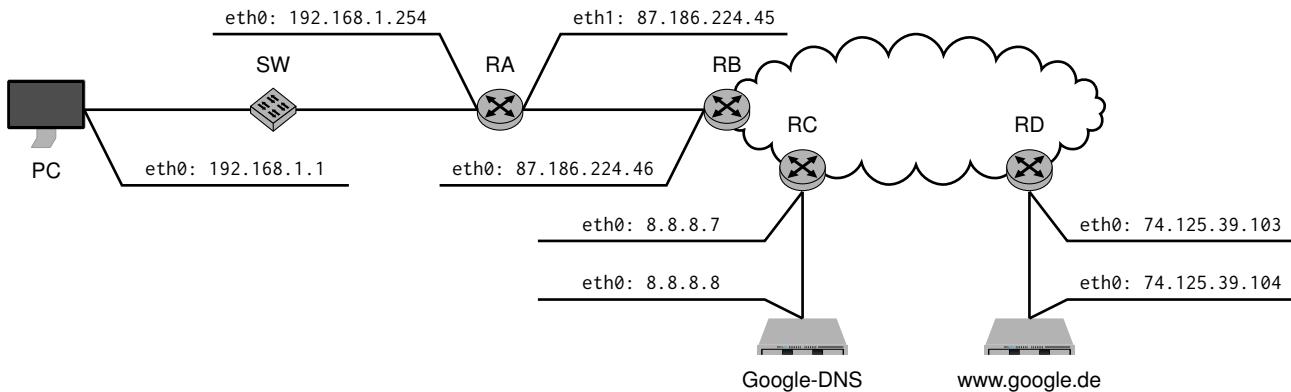 eth0: 192.168.1.254
eth1: 87.186.224.45
SW
RA
RB
RC
RD
PC
eth0: 192.168.1.1
eth0: 87.186.224.46
eth0: 8.8.8.7
eth0: 74.125.39.103
eth0: 8.8.8.8
eth0: 74.125.39.104
Google-DNS
www.google.de